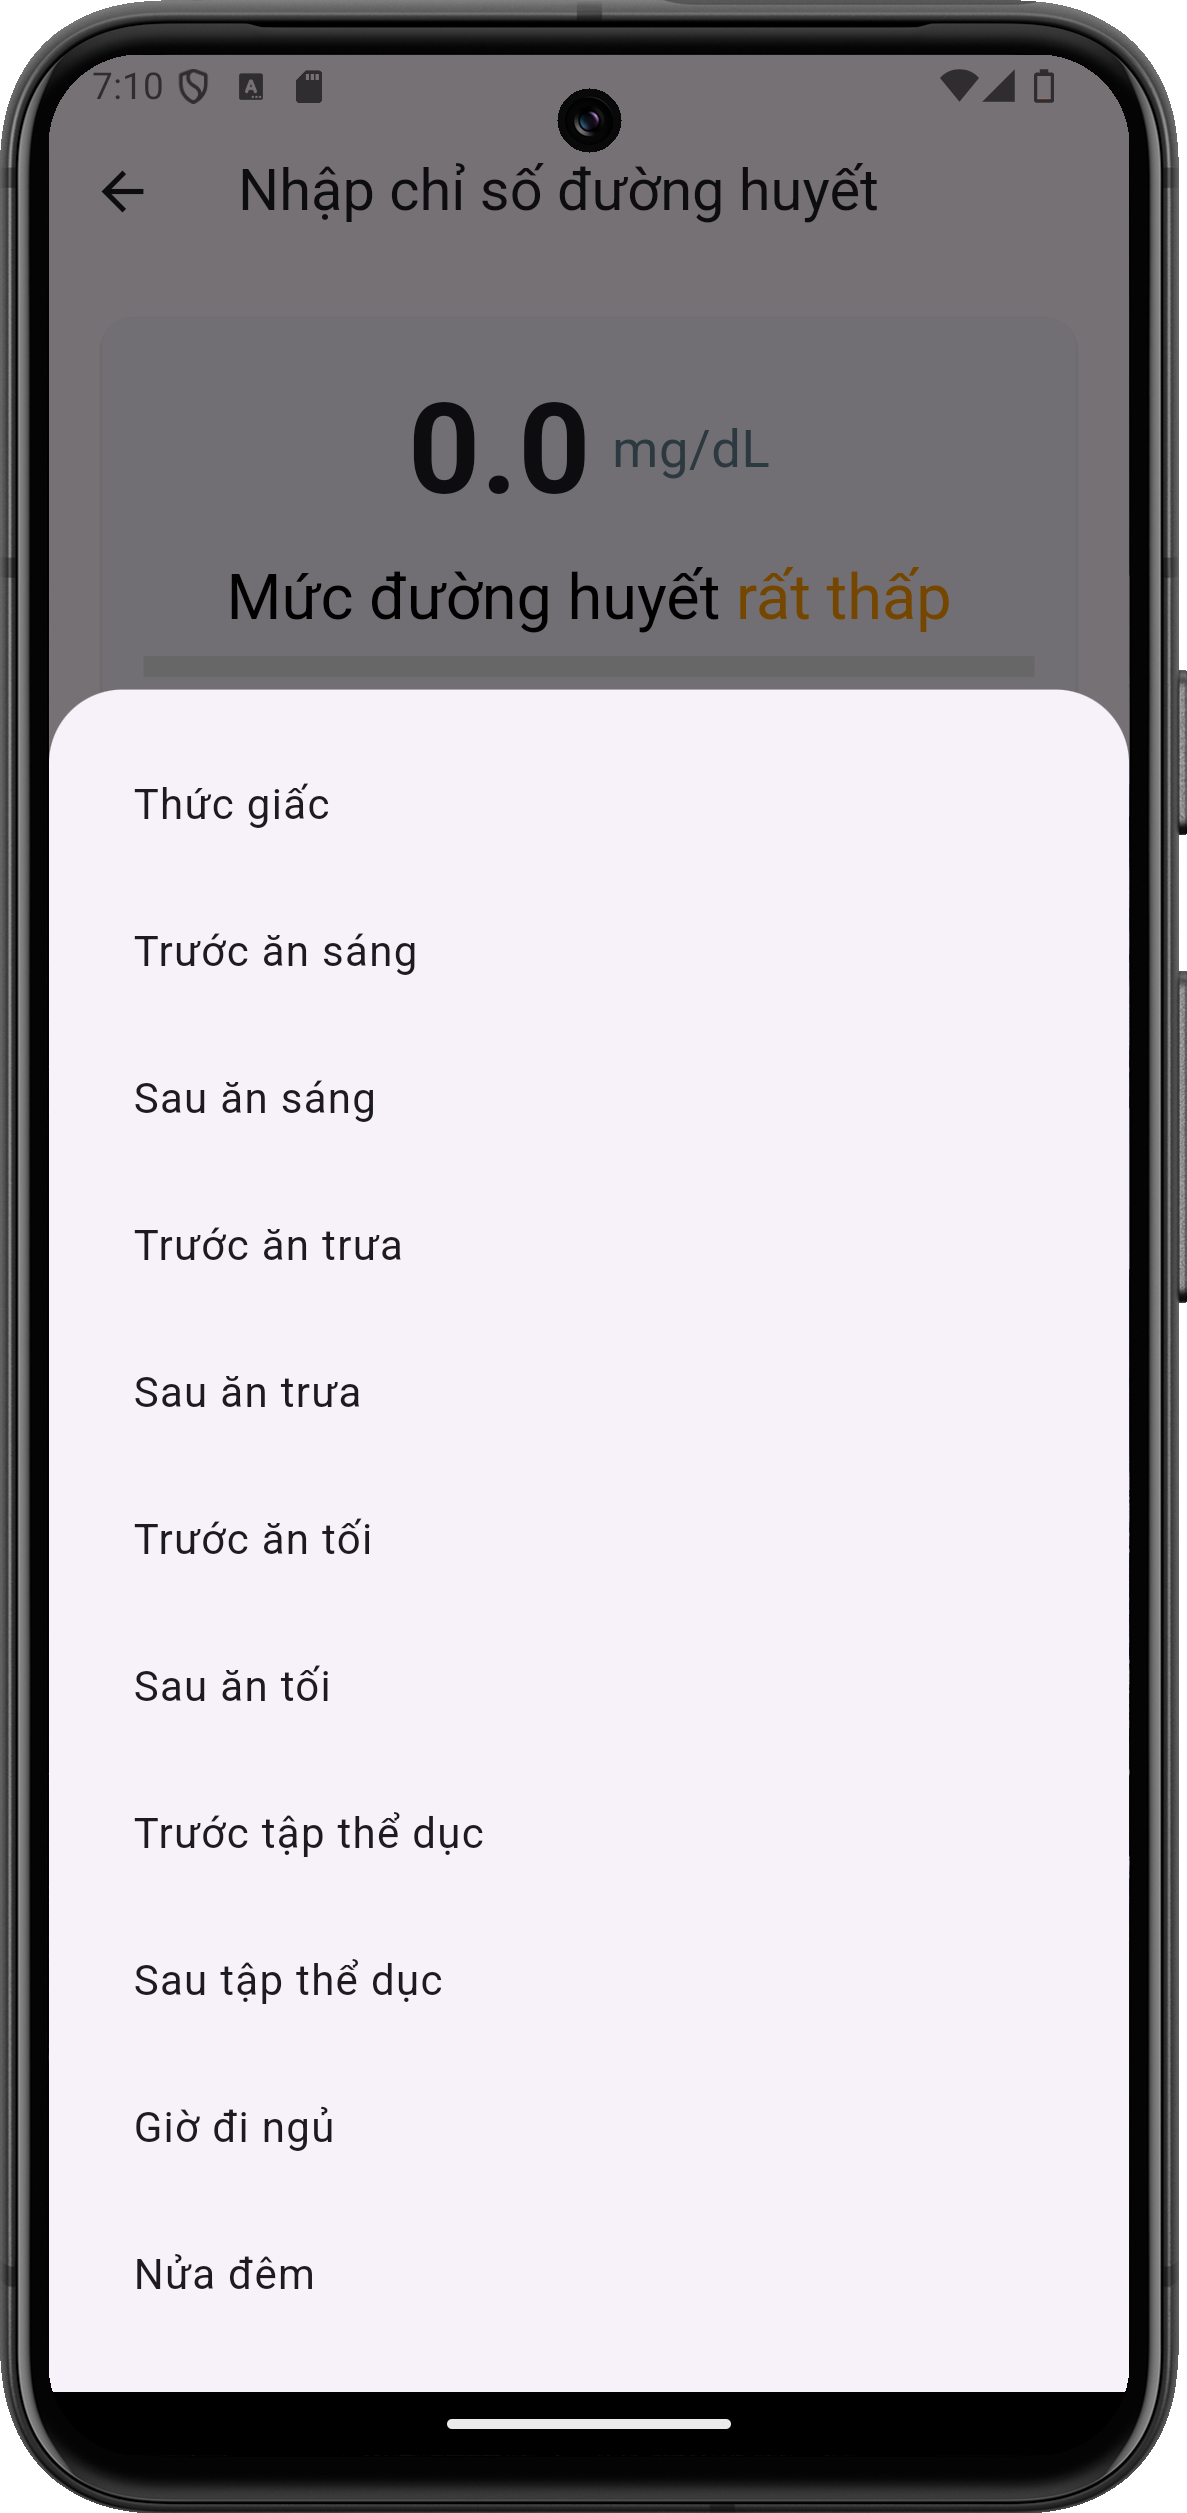 7:10
Nhập chỉ số đường huyết
0.0 mg/dL
Mức đường huyết rất thấp
Thức giấc
Trước ăn sáng
Sau ăn sáng
Trước ăn trưa
Sau ăn trưa
Trước ăn tối
Sau ăn tối
Trước tập thể dục
Sau tập thể dục
Giờ đi ngủ
Nửa đêm